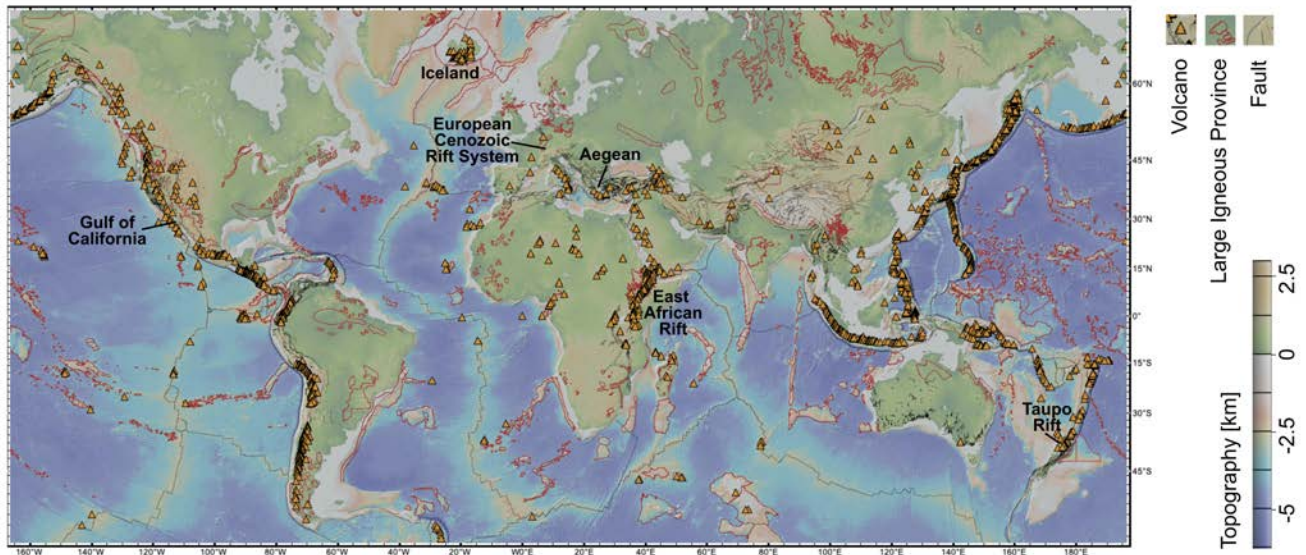 Iceland
European
Cenozoic
Rift System
Aegean
Gulf of
California
East
African
Rift
Taupo
Rift
60°N
45°N
30°N
15°N
0°
15°S
30°S
45°S
160°W 140°W 120°W 100°W 80°W 60°W 40°W 20°W 0°W 0°E 20°E 40°E 60°E 80°E 100°E 120°E 140°E 160°E 180°E
Volcano
Large Igneous Province
Fault
Topography [km]
-5 -2.5 0 2.5